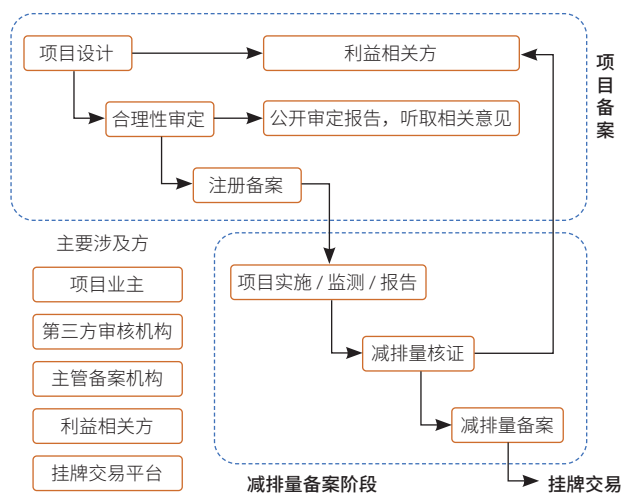 项目设计
利益相关方
项目备案
合理性审定
公开审定报告，听取相关意见
注册备案
主要涉及方
项目业主
第三方审核机构
主管备案机构
利益相关方
挂牌交易平台
项目实施 / 监测 / 报告
减排量核证
减排量备案
减排量备案阶段
挂牌交易